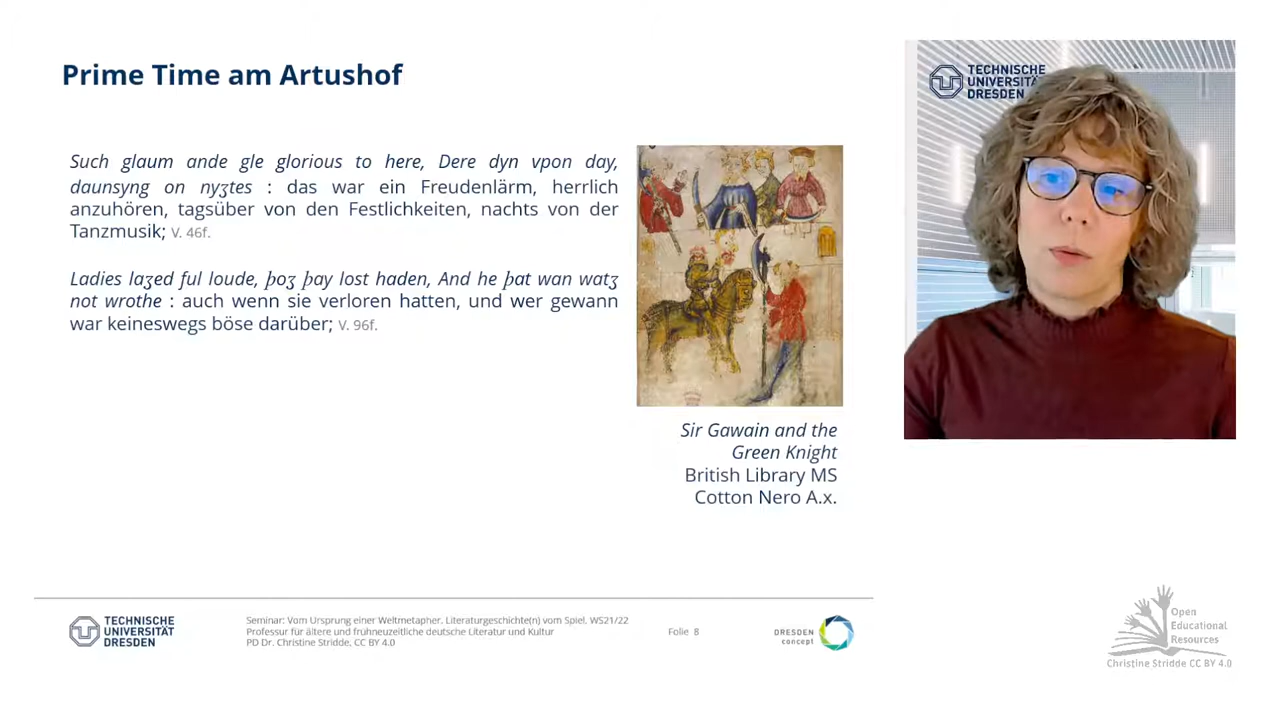 Prime Time am Artushof
Such glaum ande gle glorious to here, Dere dyn vpon day,
daunsyng on nyʒtes : das war ein Freudenlärm, herrlich
anzuhören, tagsüber von den Festlichkeiten, nachts von der
Tanzmusik; V. 46f.
Ladies laʒed ful loude, þoʒ þay lost haden, And he þat wan watʒ
not wrothe : auch wenn sie verloren hatten, und wer gewann
war keineswegs böse darüber; V. 96f.
Sir Gawain and the
Green Knight
British Library MS
Cotton Nero A.x.
TECHNISCHE
UNIVERSITÄT
DRESDEN
TECHNISCHE
UNIVERSITÄT
DRESDEN
Seminar: Vom Ursprung einer Weltmetapher. Literaturgeschichte(n) vom Spiel. WS21/22
Professur für ältere und frühneuzeitliche deutsche Literatur und Kultur
PD Dr. Christine Stridde, CC BY 4.0
Folie 8
DRESDEN
concept
Open
Educational
Resources
Christine Stridde CC BY 4.0